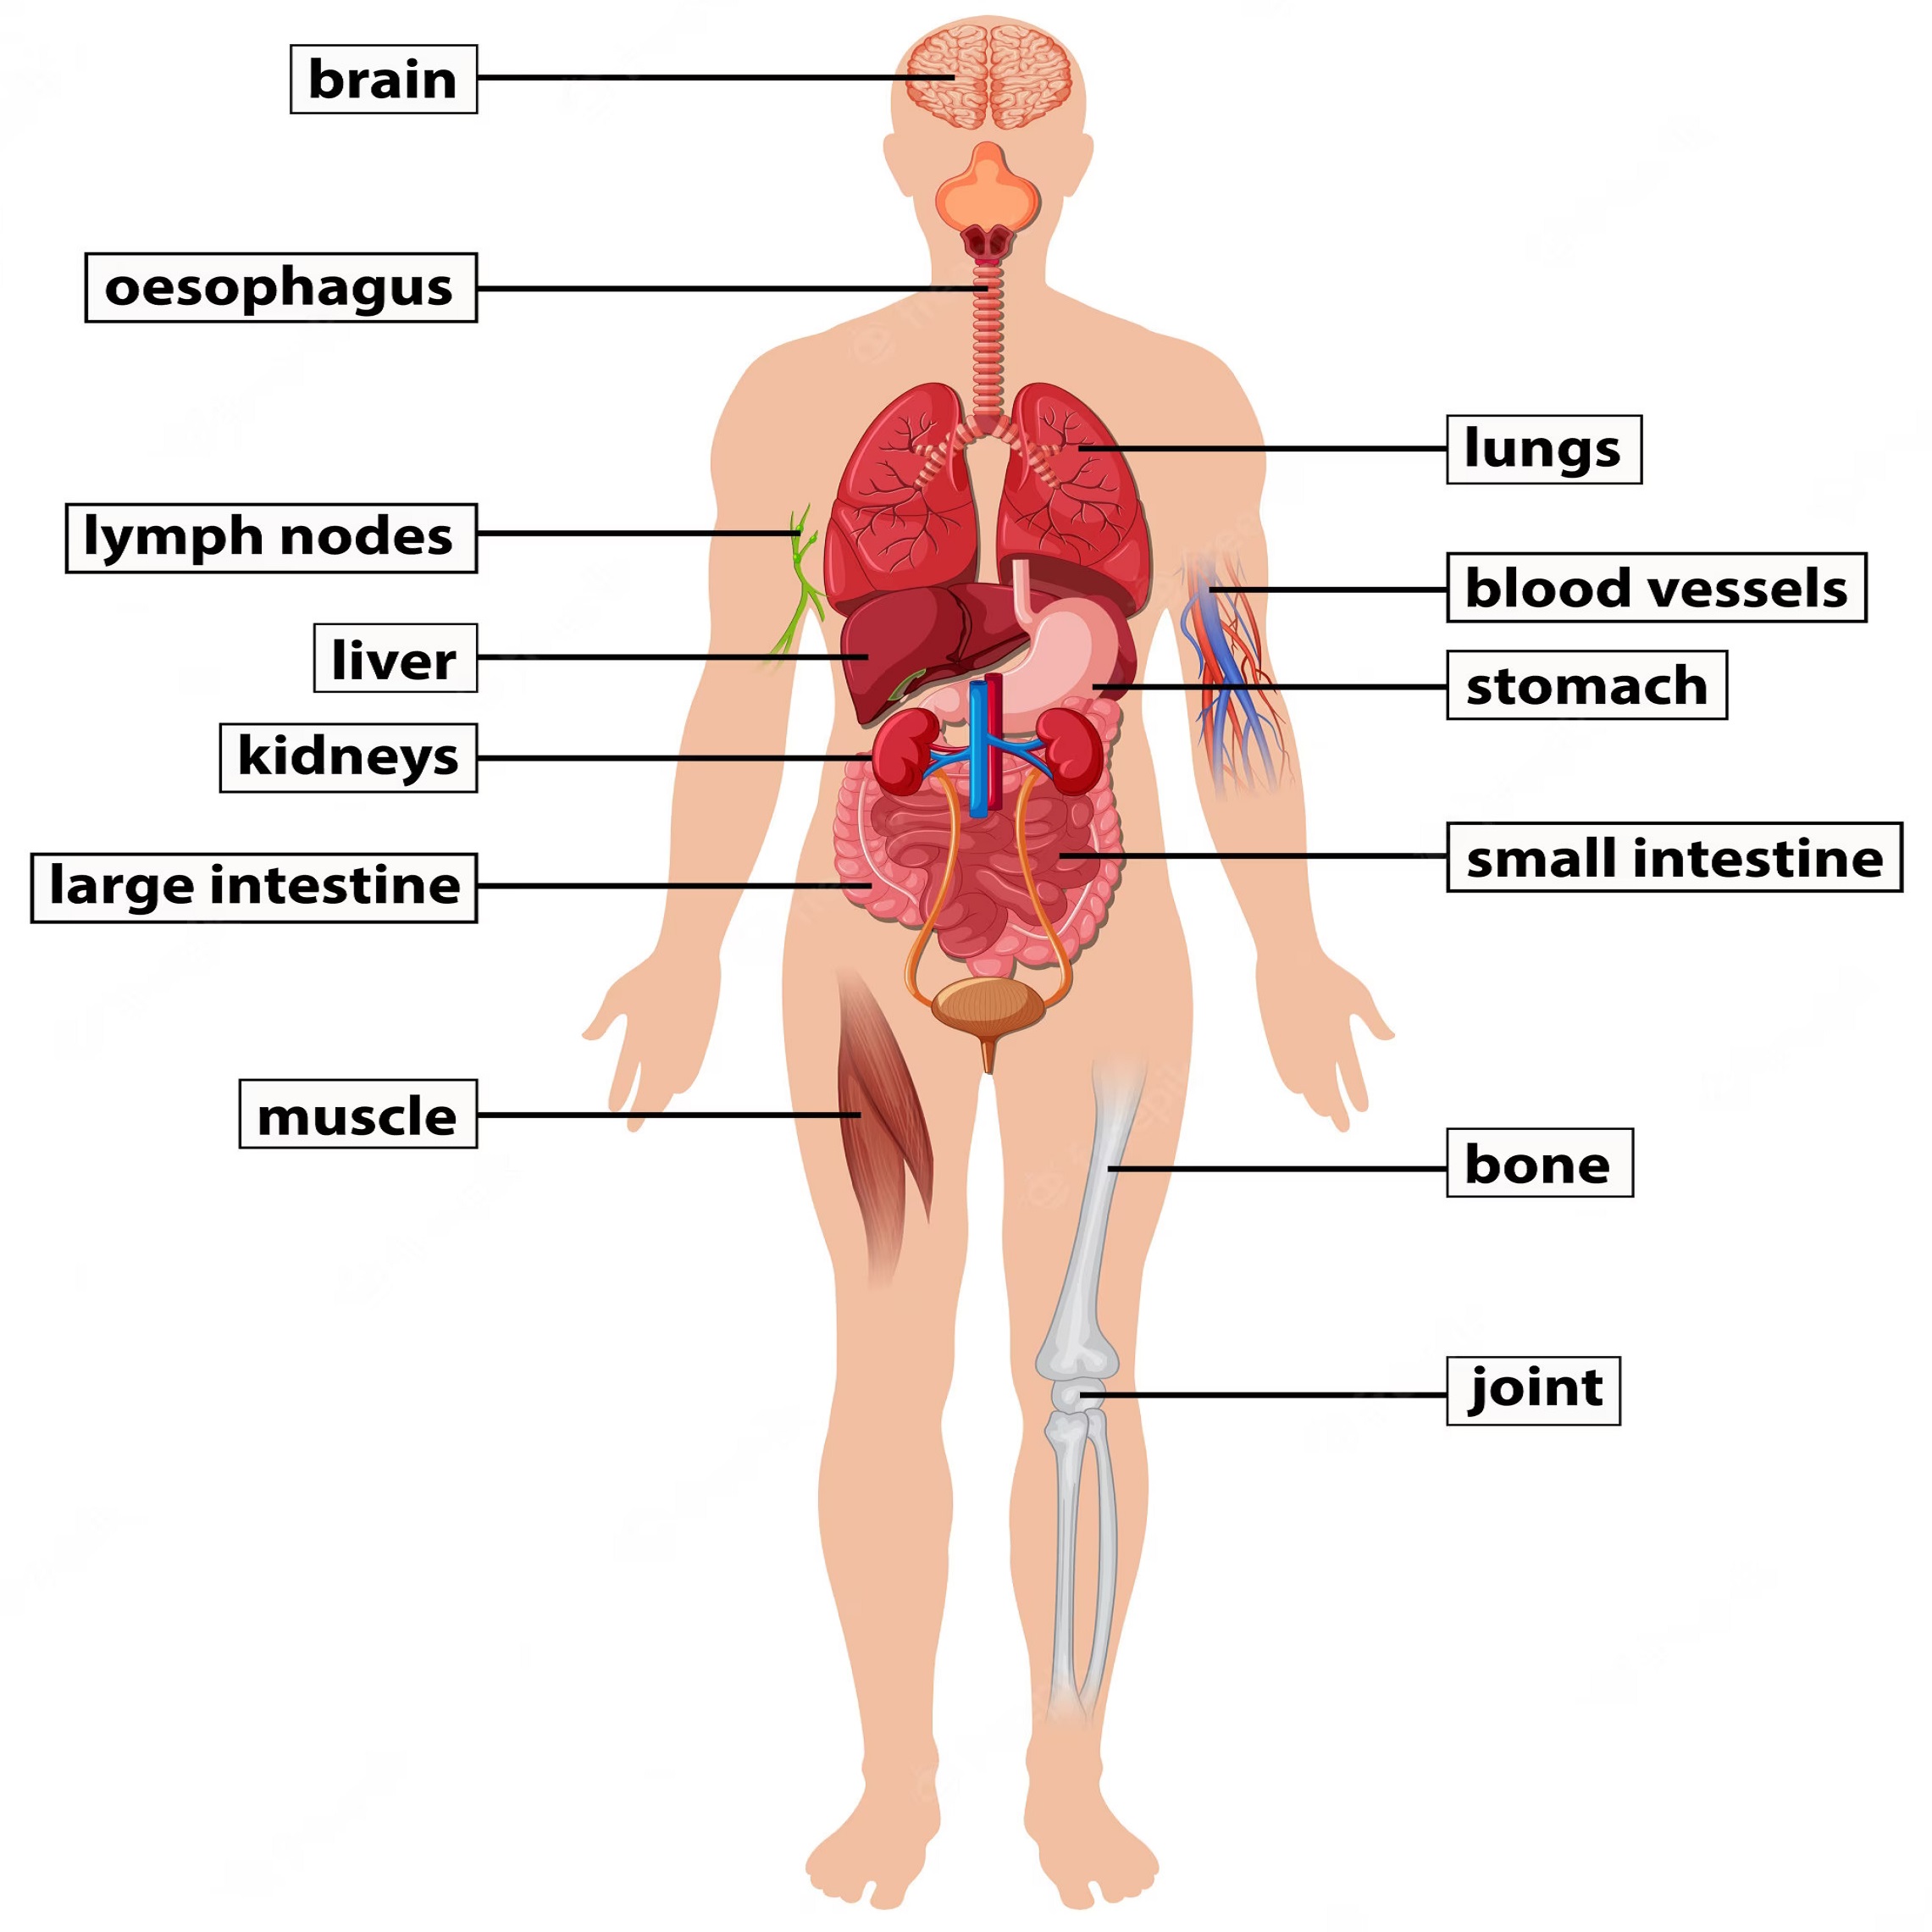 brain
oesophagus
lungs
lymph nodes
blood vessels
liver
stomach
kidneys
small intestine
large intestine
muscle
bone
joint